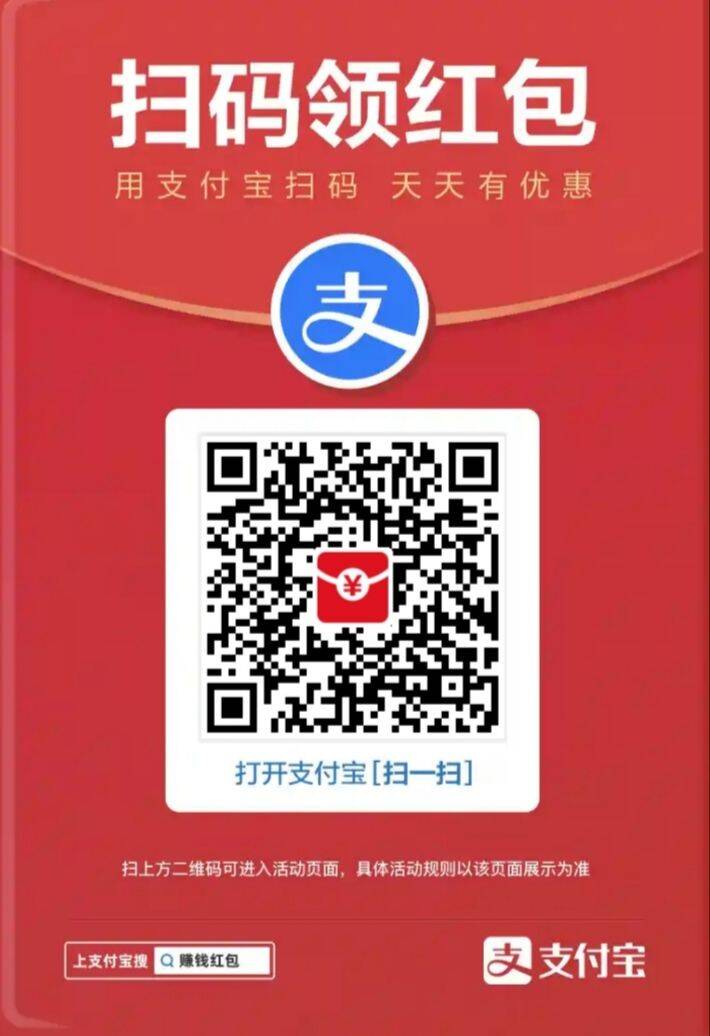 扫码领红包
用支付宝扫码 天天有优惠
支
¥
打开支付宝[扫一扫]
扫上方二维码可进入活动页面，具体活动规则以该页面展示为准
上支付宝搜 赚钱红包
支 支付宝